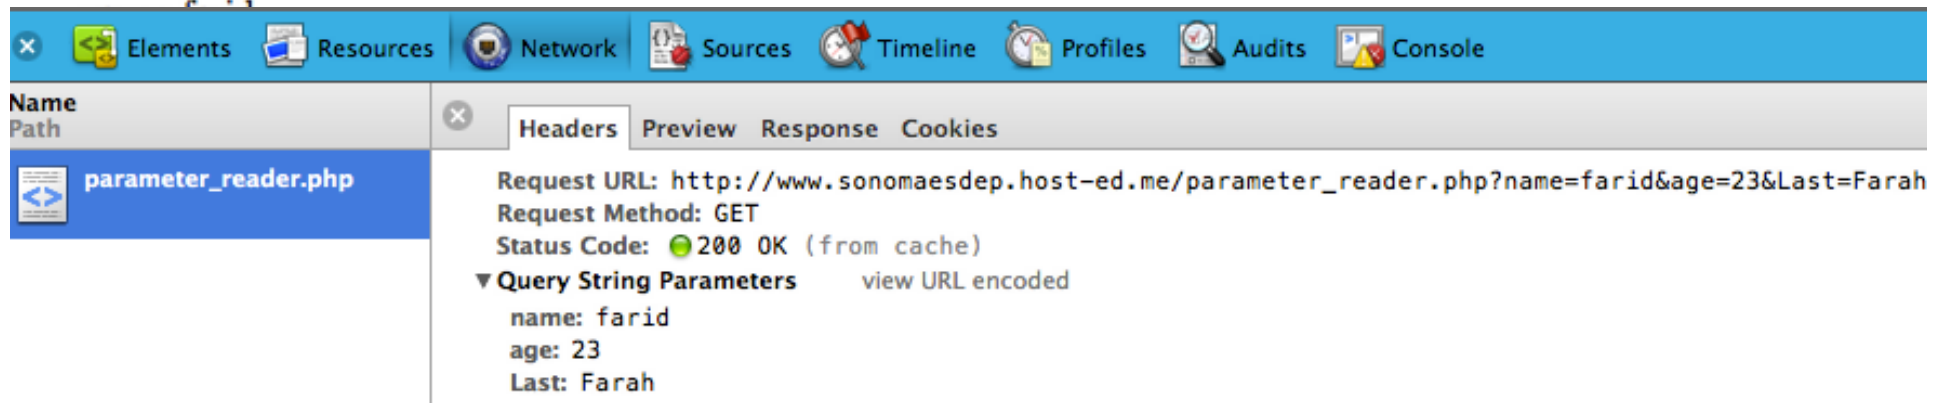 Elements Resources Network Sources Timeline Profiles Audits Console
Name
Path
Headers Preview Response Cookies
parameter_reader.php
Request URL: http://www.sonomaesdep.host-ed.me/parameter_reader.php?name=farid&age=23&Last=Farah
Request Method: GET
Status Code: 200 OK (from cache)
Query String Parameters view URL encoded
name: farid
age: 23
Last: Farah